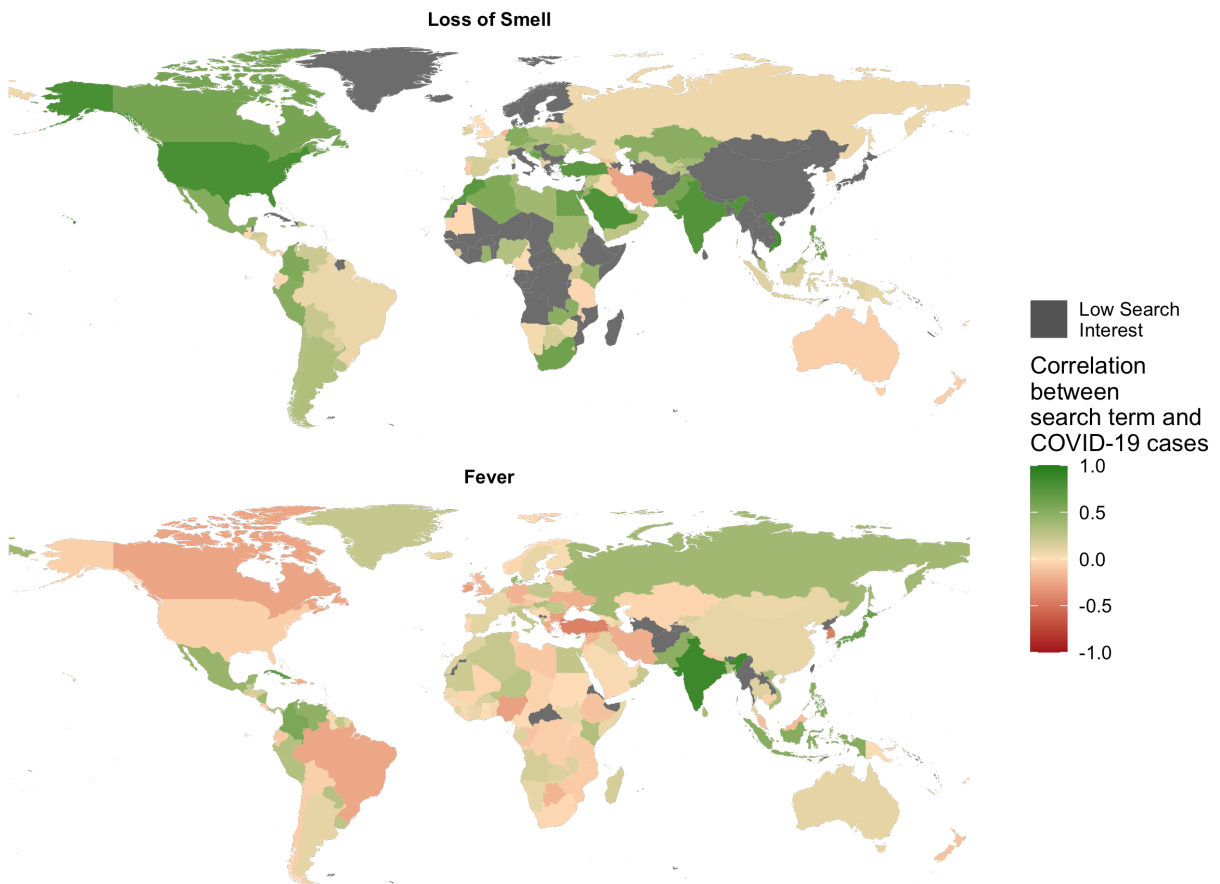 Loss of Smell
Low Search
Interest
Correlation
between
search term and
COVID-19 cases
1.0
0.5
0.0
-0.5
-1.0
Fever